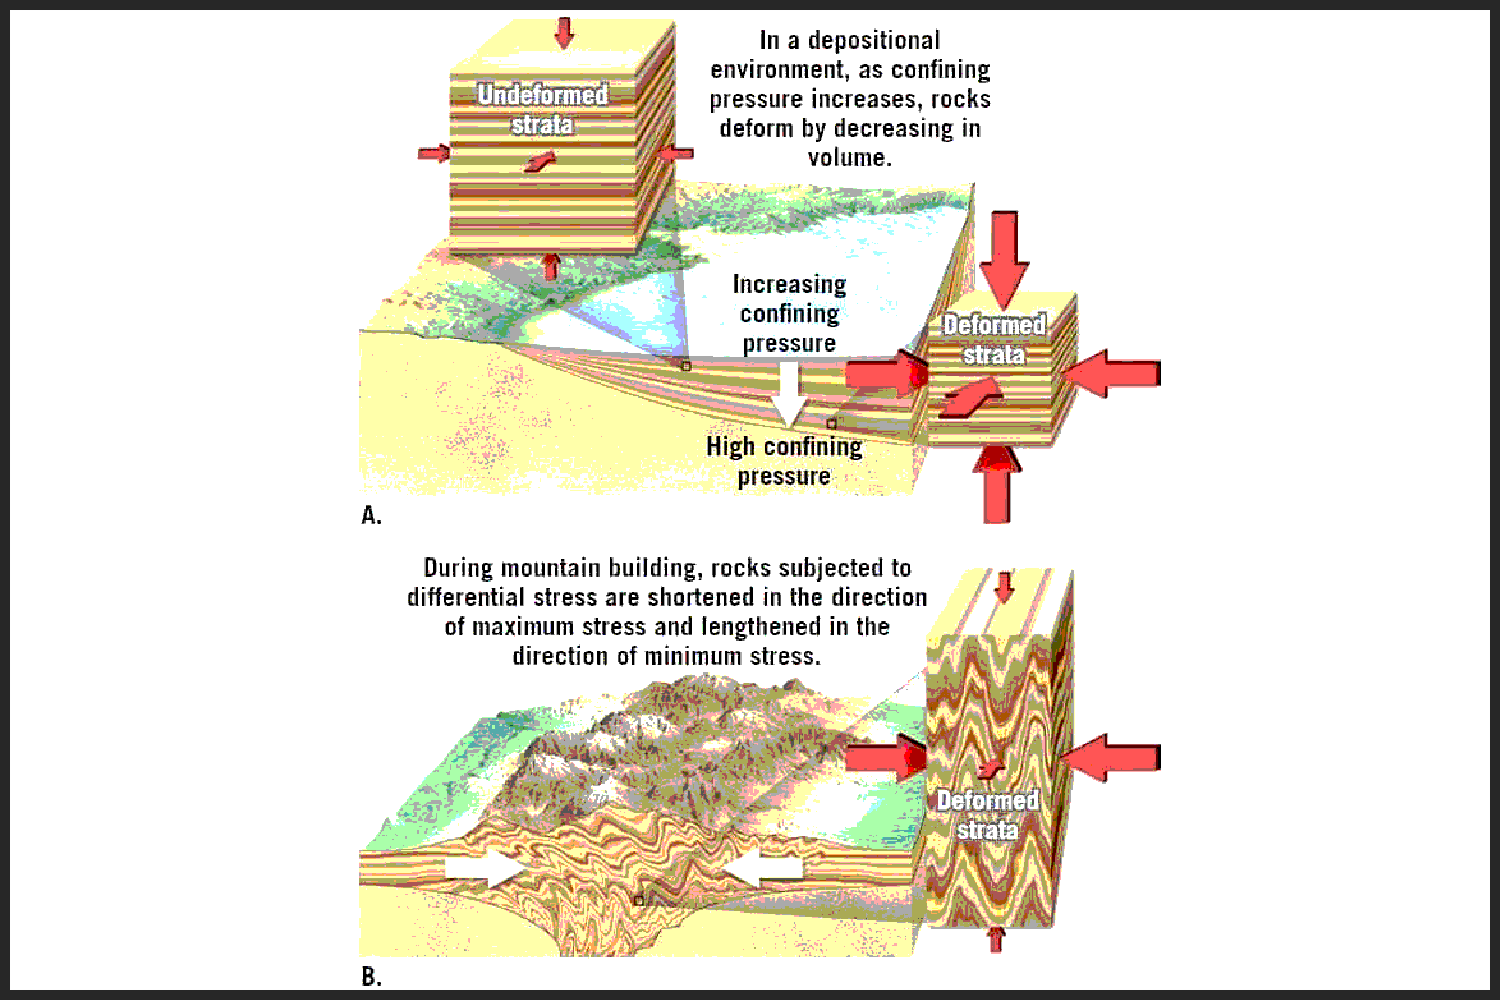 In a depositional
environment, as confining
pressure increases, rocks
deform by decreasing in
volume.
Undeformed
strata
Increasing
confining
pressure
Deformed
strata
High confining
pressure
A.
During mountain building, rocks subjected to
differential stress are shortened in the direction
of maximum stress and lengthened in the
direction of minimum stress.
Deformed
strata
B.